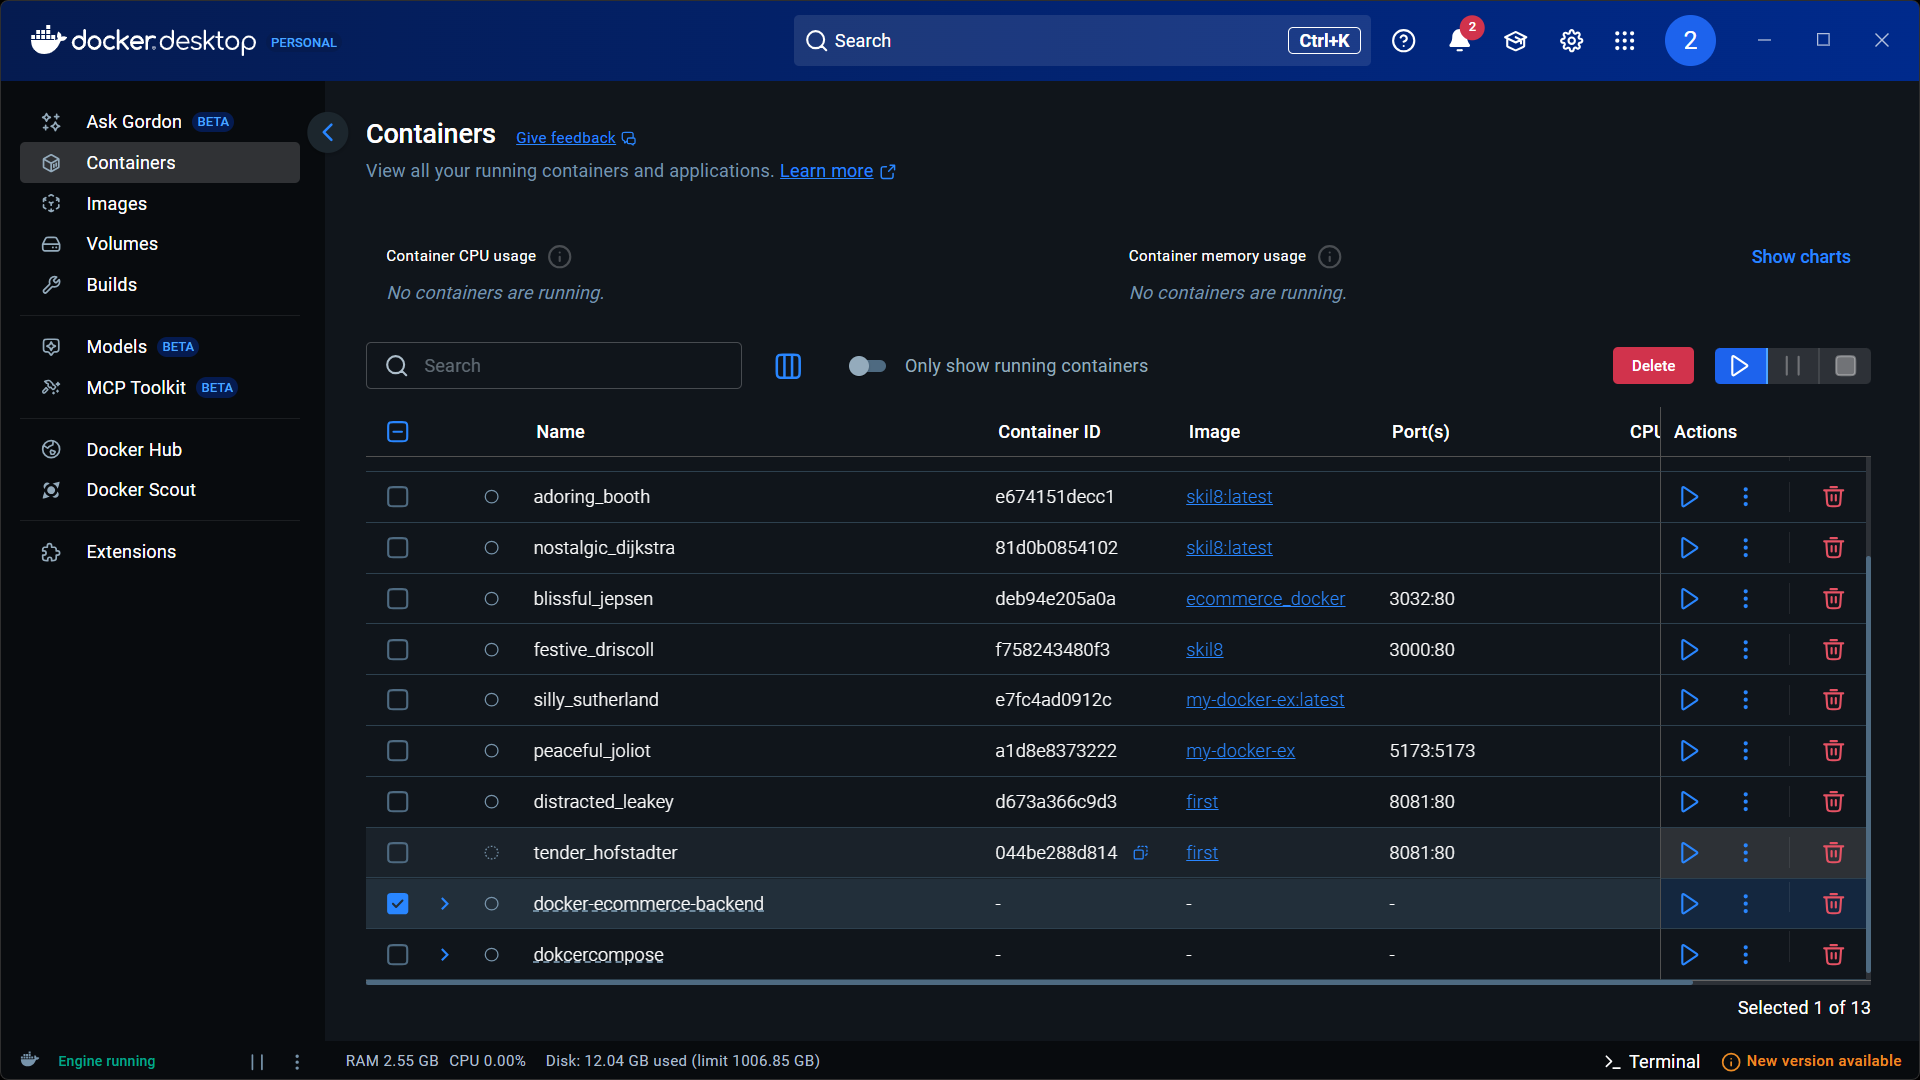 docker.desktop PERSONAL
Search Ctrl+K
2
2
Ask Gordon BETA
Containers
Images
Volumes
Builds
Models BETA
MCP Toolkit BETA
Docker Hub
Docker Scout
Extensions
Containers Give feedback
View all your running containers and applications. Learn more
Container CPU usage
No containers are running.
Container memory usage
No containers are running.
Show charts
Search
Only show running containers
Delete
Name Container ID Image Port(s) CPU Actions
adoring_booth e674151decc1 skil8:latest
nostalgic_dijkstra 81d0b0854102 skil8:latest
blissful_jepsen deb94e205a0a ecommerce_docker 3032:80
festive_driscoll f758243480f3 skil8 3000:80
silly_sutherland e7fc4ad0912c my-docker-ex:latest
peaceful_joliot a1d8e8373222 my-docker-ex 5173:5173
distracted_leakey d673a366c9d3 first 8081:80
tender_hofstadter 044be288d814 first 8081:80
docker-ecommerce-backend - - -
dokcercompose - - -
Selected 1 of 13
Engine running
RAM 2.55 GB CPU 0.00% Disk: 12.04 GB used (limit 1006.85 GB)
Terminal
New version available